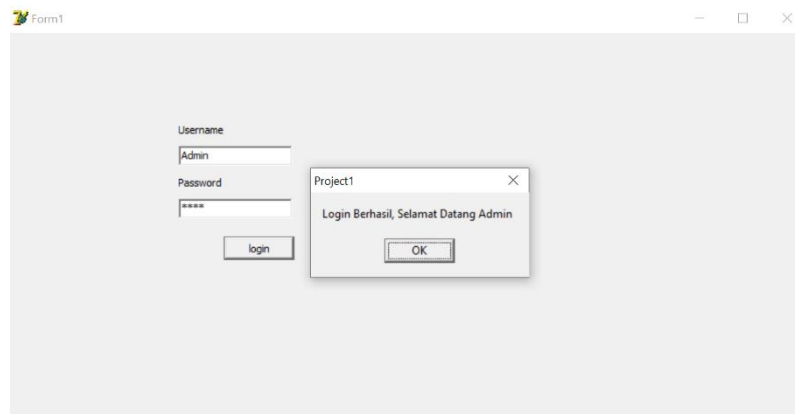 Form1
Username
Admin
Password
****
login
Project1
Login Berhasil, Selamat Datang Admin
OK